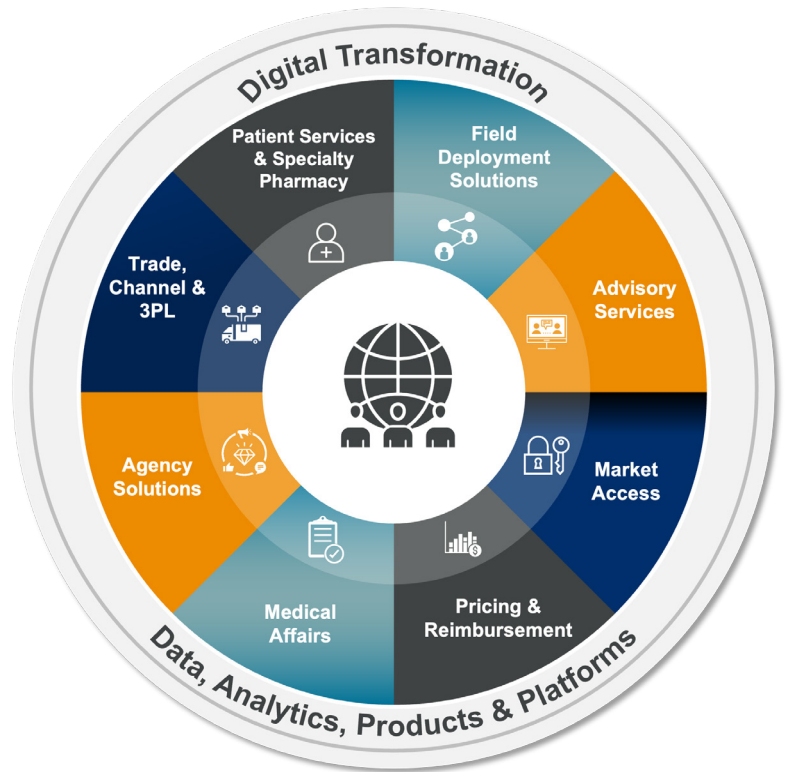 Digital Transformation
Patient Services
& Specialty
Pharmacy
Field
Deployment
Solutions
Advisory
Services
Market
Access
Pricing &
Reimbursement
Medical
Affairs
Agency
Solutions
Trade,
Channel &
3PL
Data, Analytics, Products & Platforms
$